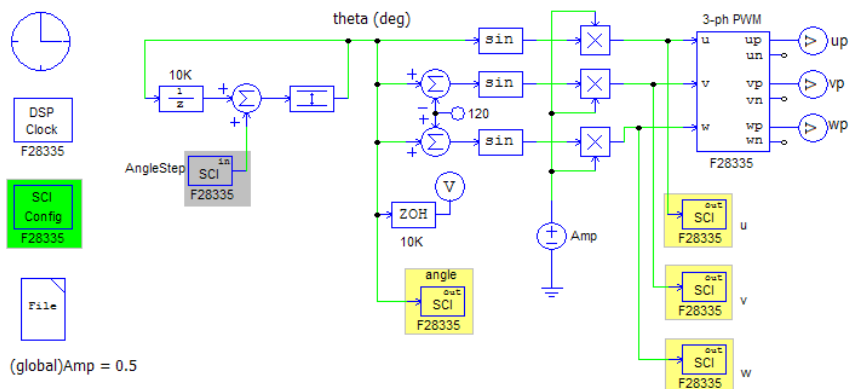 theta (deg)
3-ph PWM
sin
u
up
up
un
10K
1
z
+
+
DSP
Clock
F28335
+
−
120
+
+
sin
v
vp
vp
vn
sin
w
wp
wp
wn
F28335
AngleStep
in
SCI
F28335
SCI
Config
F28335
V
ZOH
10K
Amp
out
SCI
F28335
u
File
angle
out
SCI
F28335
out
SCI
F28335
v
(global)Amp = 0.5
out
SCI
F28335
w